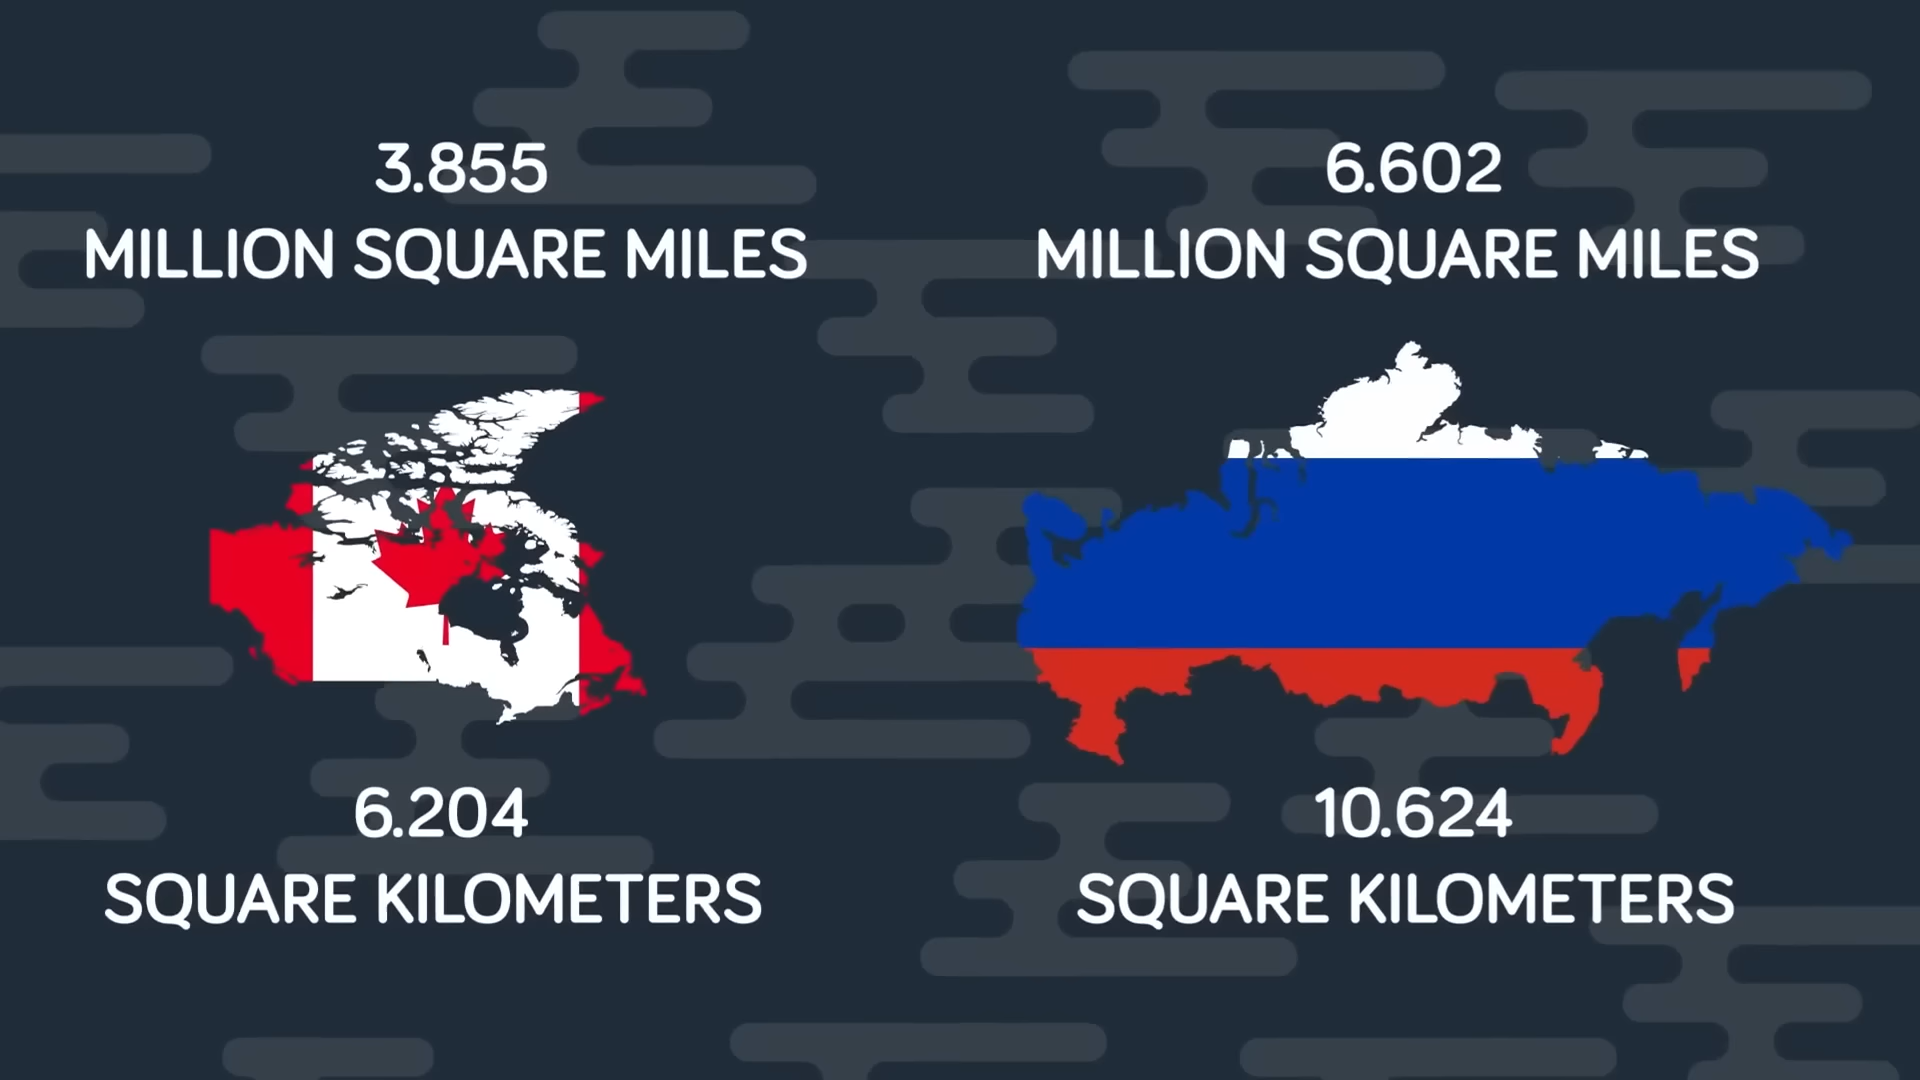 3.855
MILLION SQUARE MILES
6.204
SQUARE KILOMETERS
6.602
MILLION SQUARE MILES
10.624
SQUARE KILOMETERS